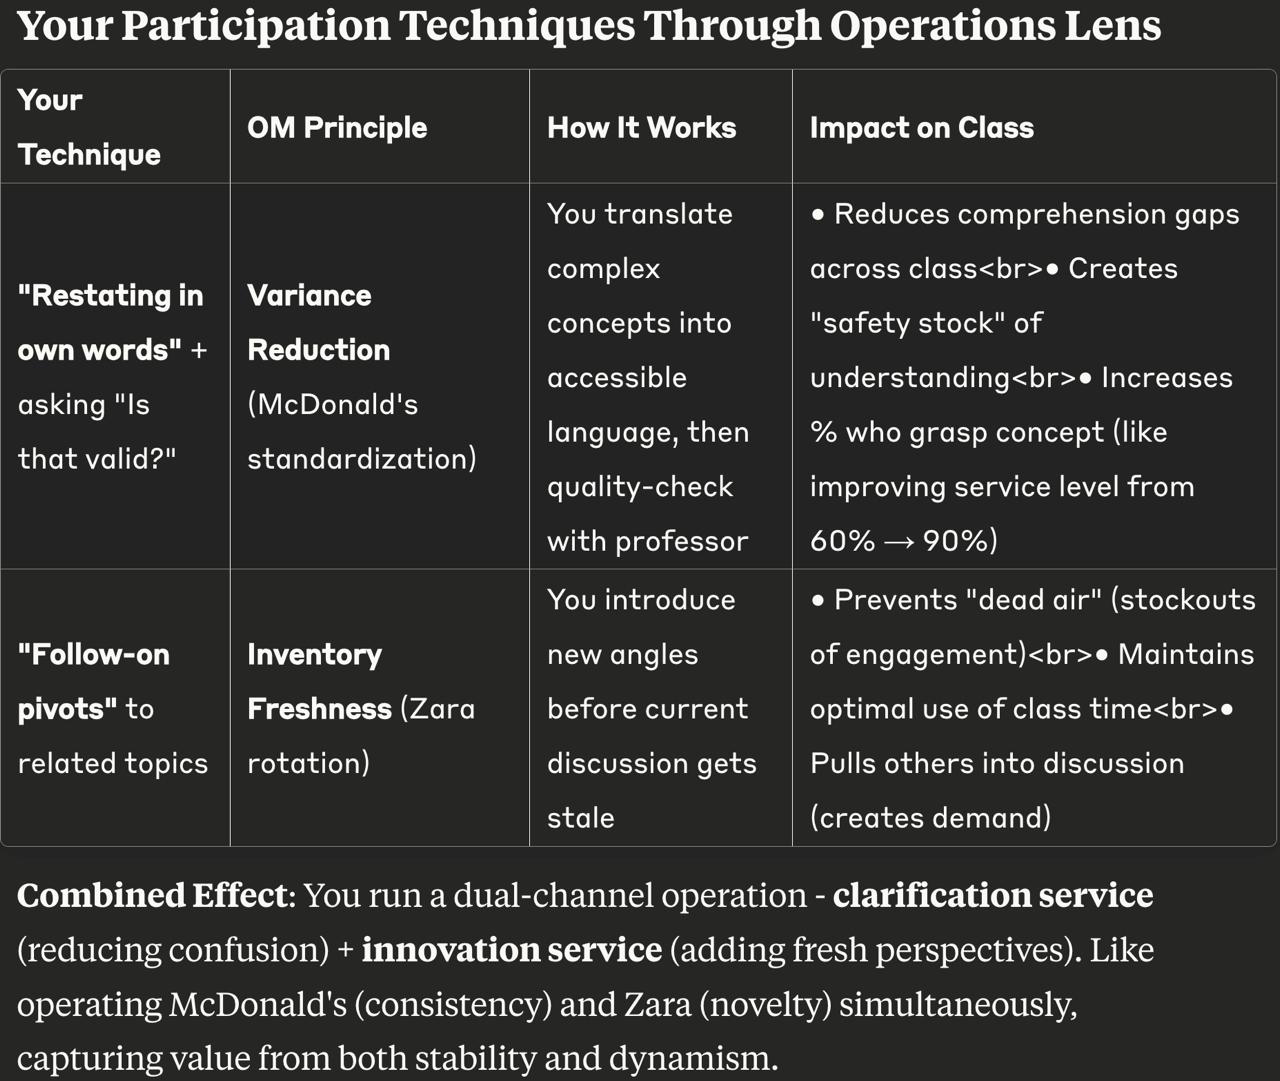 Your Participation Techniques Through Operations Lens
Your
Technique
OM Principle
How It Works
Impact on Class
"Restating in
own words" +
asking "Is
that valid?"
Variance
Reduction
(McDonald's
standardization)
You translate
complex
concepts into
accessible
language, then
quality-check
with professor
• Reduces comprehension gaps
across class<br>• Creates
"safety stock" of
understanding<br>• Increases
% who grasp concept (like
improving service level from
60% → 90%)
"Follow-on
pivots" to
related topics
Inventory
Freshness (Zara
rotation)
You introduce
new angles
before current
discussion gets
stale
• Prevents "dead air" (stockouts
of engagement)<br>• Maintains
optimal use of class time<br>•
Pulls others into discussion
(creates demand)
Combined Effect: You run a dual-channel operation - clarification service
(reducing confusion) + innovation service (adding fresh perspectives). Like
operating McDonald's (consistency) and Zara (novelty) simultaneously,
capturing value from both stability and dynamism.